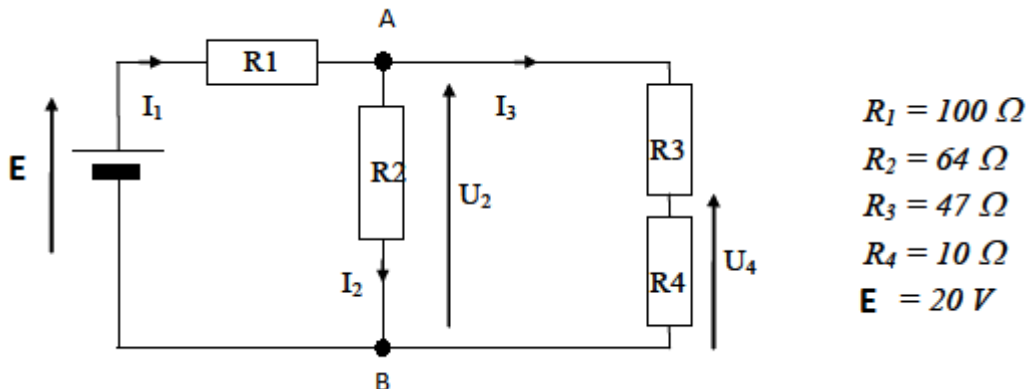 A
R1
I₁
I₃
R3
E
R2
U₂
U₄
I₂
R4
B
R₁ = 100 Ω
R₂ = 64 Ω
R₃ = 47 Ω
R₄ = 10 Ω
E = 20 V